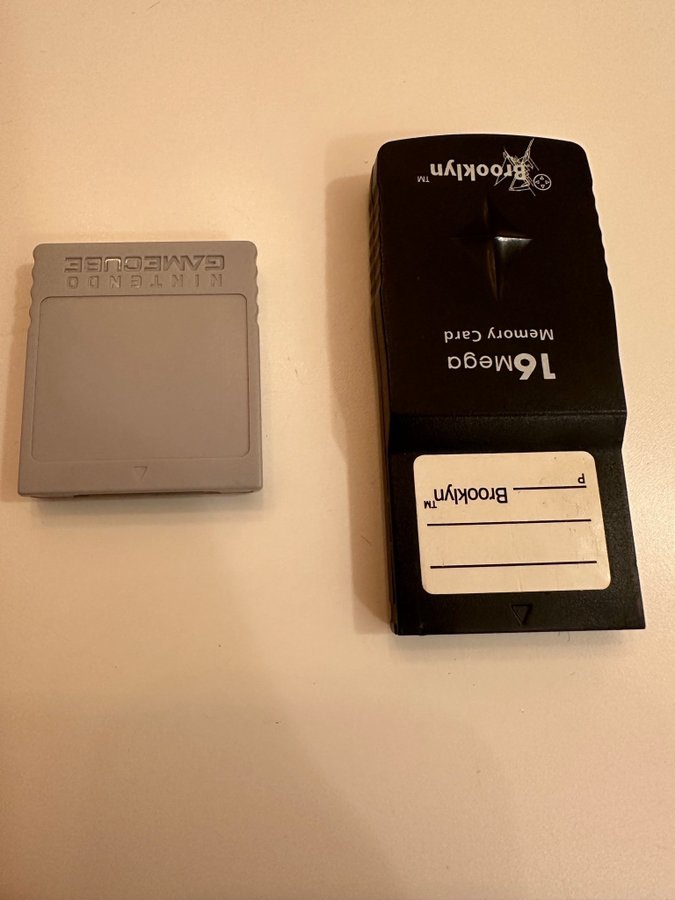 P Brooklyn™
16Mega
Memory Card
Brooklyn™
NINTENDO
GAMECUBE